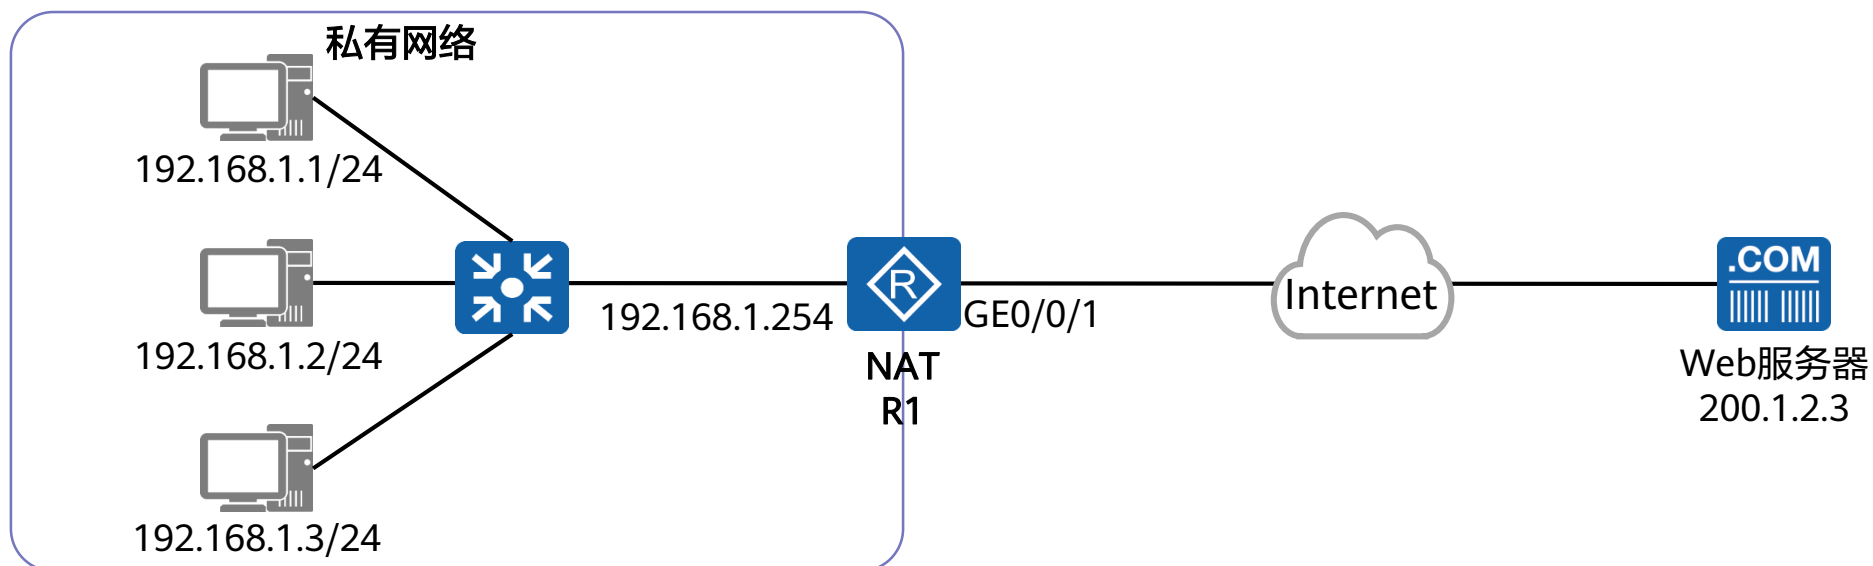 私有网络
192.168.1.1/24
192.168.1.2/24
192.168.1.3/24
192.168.1.254
R
NAT
R1
GE0/0/1
Internet
.COM
Web服务器
200.1.2.3